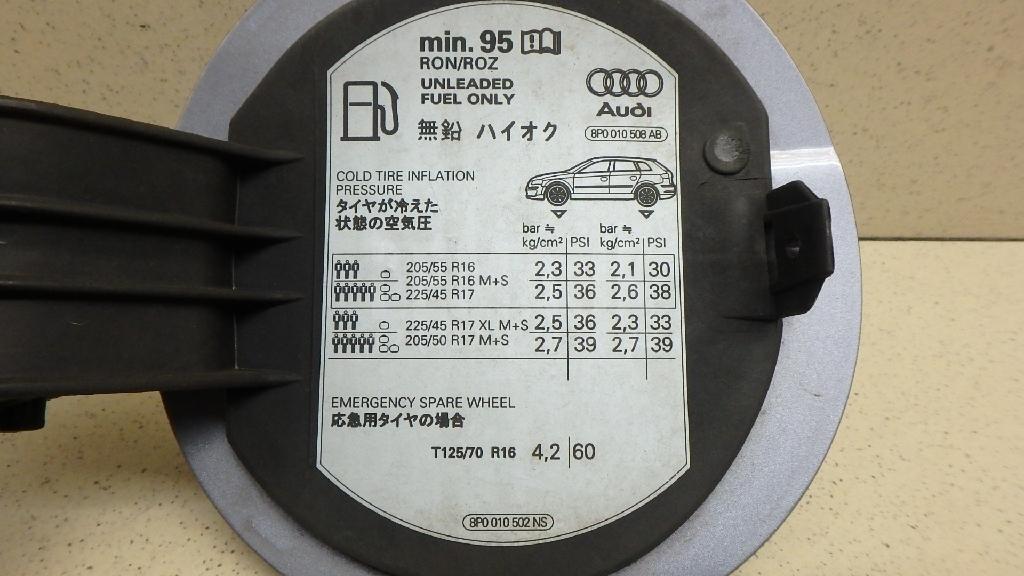 min. 95
RON/ROZ
UNLEADED
FUEL ONLY
無鉛 ハイオク
Audi
8P0 010 508 AB
COLD TIRE INFLATION
PRESSURE
タイヤが冷えた
状態の空気圧
bar ≒ bar ≒
kg/cm² PSI kg/cm² PSI
205/55 R16 2,3 33 2,1 30
205/55 R16 M+S
225/45 R17 2,5 36 2,6 38
225/45 R17 XL M+S 2,5 36 2,3 33
205/50 R17 M+S 2,7 39 2,7 39
EMERGENCY SPARE WHEEL
応急用タイヤの場合
T125/70 R16 4,2 60
8P0 010 502 NS